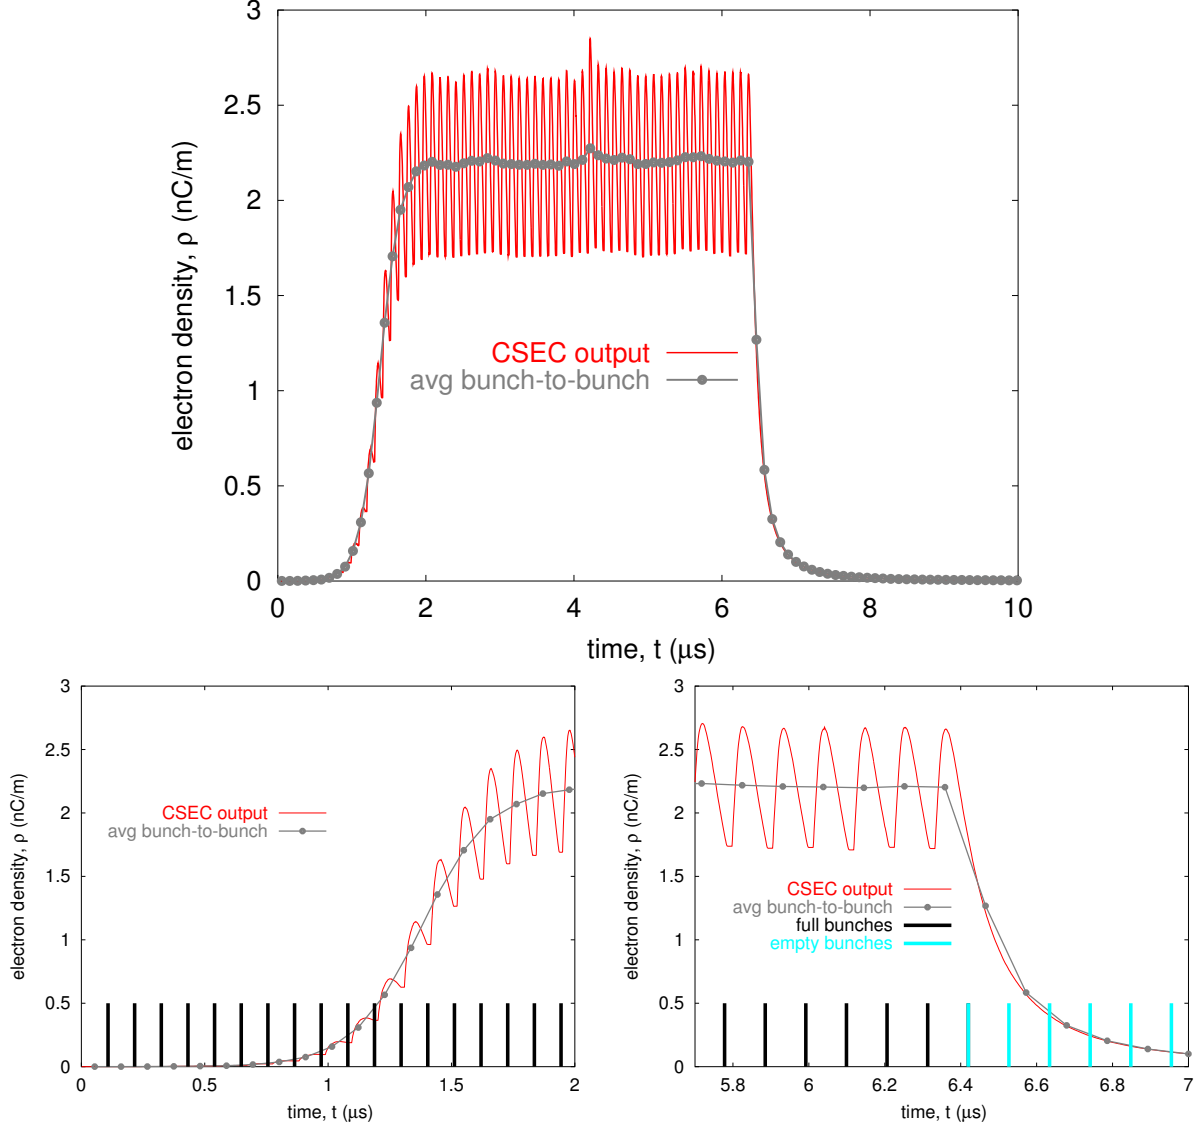 3
2.5
2
1.5
1
0.5
0
electron density, ρ (nC/m)
CSEC output
avg bunch-to-bunch
0 2 4 6 8 10
time, t (μs)
3
2.5
2
1.5
1
0.5
0
electron density, ρ (nC/m)
CSEC output
avg bunch-to-bunch
0 0.5 1 1.5 2
time, t (μs)
3
2.5
2
1.5
1
0.5
0
electron density, ρ (nC/m)
CSEC output
avg bunch-to-bunch
full bunches
empty bunches
5.8 6 6.2 6.4 6.6 6.8 7
time, t (μs)